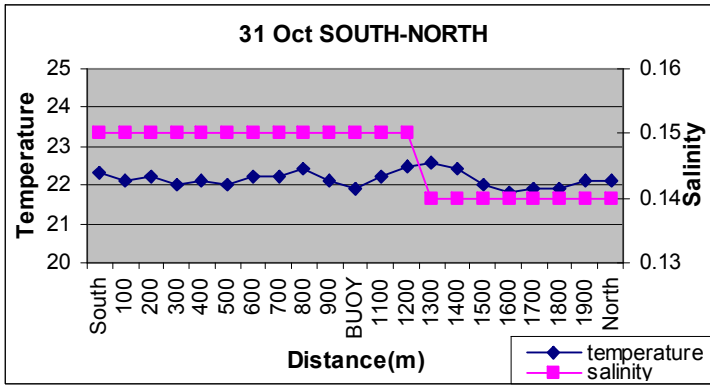 31 Oct SOUTH-NORTH
Temperature
25
24
23
22
21
20
0.16
0.15
0.14
0.13
Salinity
South 100 200 300 400 500 600 700 800 900 BUOY 1100 1200 1300 1400 1500 1600 1700 1800 1900 North
Distance(m)
temperature
salinity